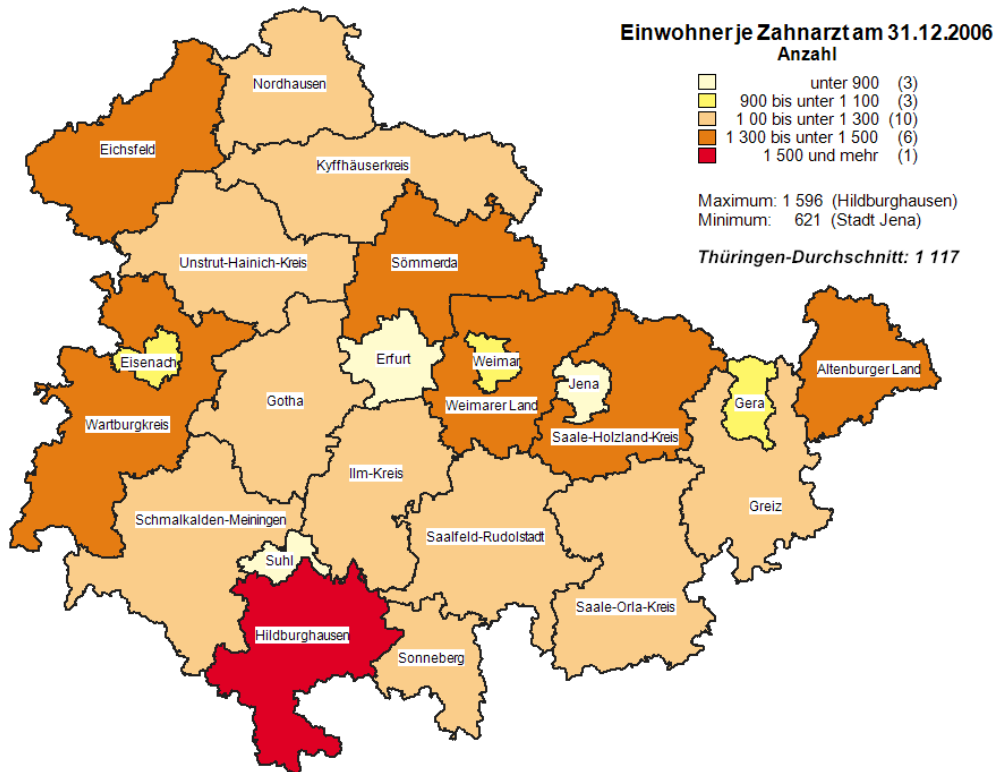 Einwohner je Zahnarzt am 31.12.2006
Anzahl
unter 900 (3)
900 bis unter 1 100 (3)
1 00 bis unter 1 300 (10)
1 300 bis unter 1 500 (6)
1 500 und mehr (1)
Maximum: 1 596 (Hildburghausen)
Minimum: 621 (Stadt Jena)
Thüringen-Durchschnitt: 1 117
Nordhausen
Eichsfeld
Kyffhäuserkreis
Unstrut-Hainich-Kreis
Sömmerda
Eisenach
Erfurt
Weimar
Jena
Altenburger Land
Gotha
Weimarer Land
Gera
Wartburgkreis
Saale-Holzland-Kreis
Ilm-Kreis
Greiz
Schmalkalden-Meiningen
Saalfeld-Rudolstadt
Suhl
Saale-Orla-Kreis
Hildburghausen
Sonneberg